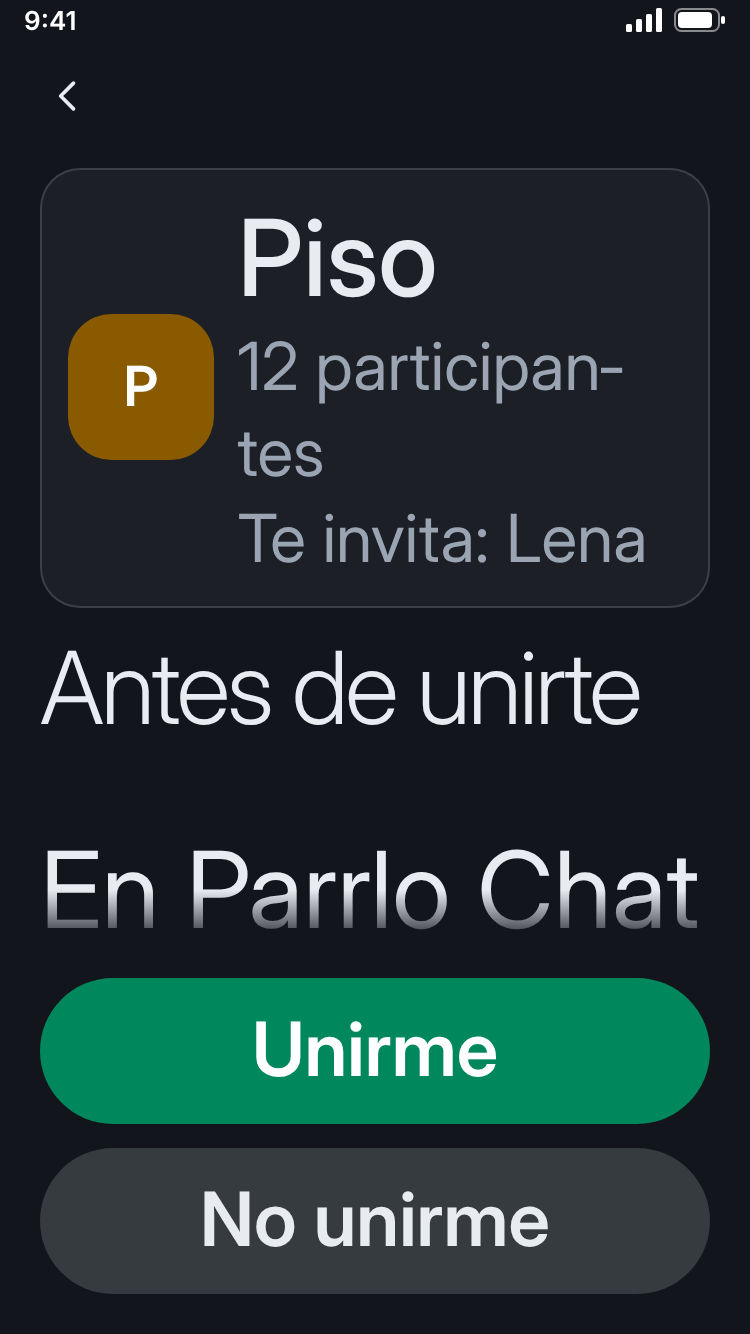 9:41
Piso
P
12 participan-
tes
Te invita: Lena
Antes de unirte
En Parrlo Chat
Unirme
No unirme